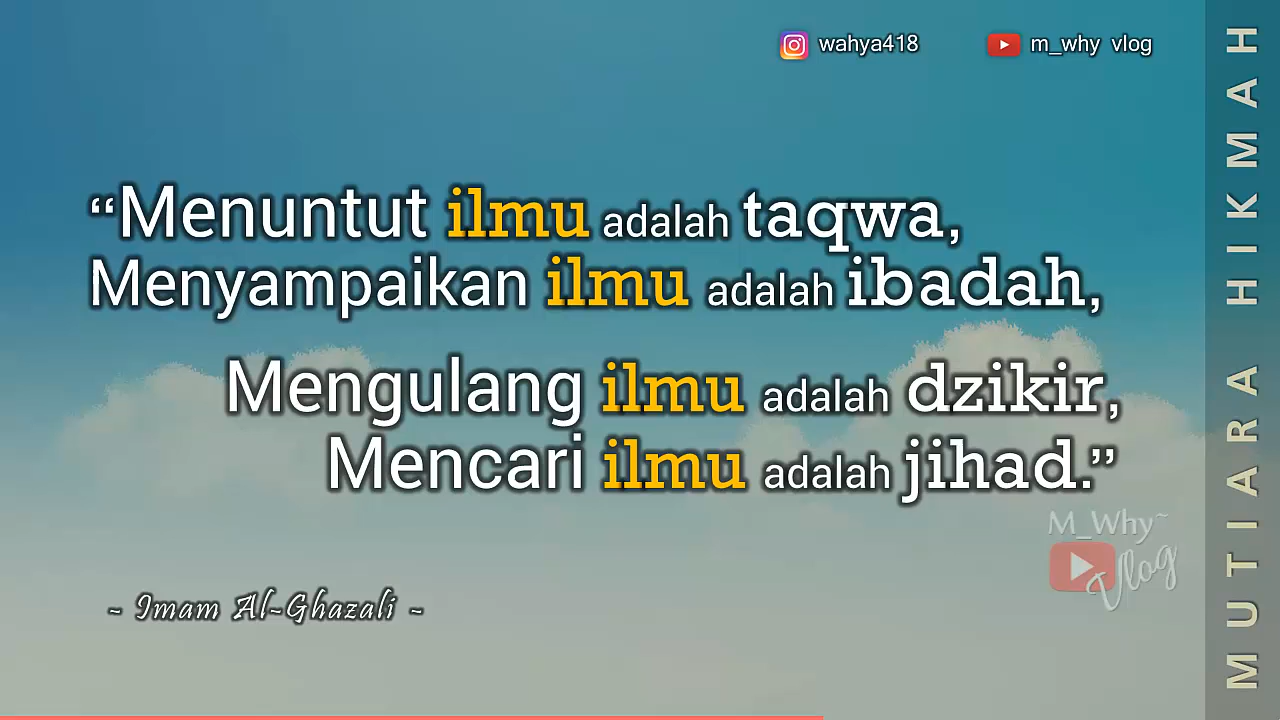 wahya418
m_why vlog
“Menuntut ilmu adalah taqwa,
Menyampaikan ilmu adalah ibadah,
Mengulang ilmu adalah dzikir,
Mencari ilmu adalah jihad.”
M_Why~
Vlog
~ Imam Al-Ghazali ~
MUTIARA HIKMAH